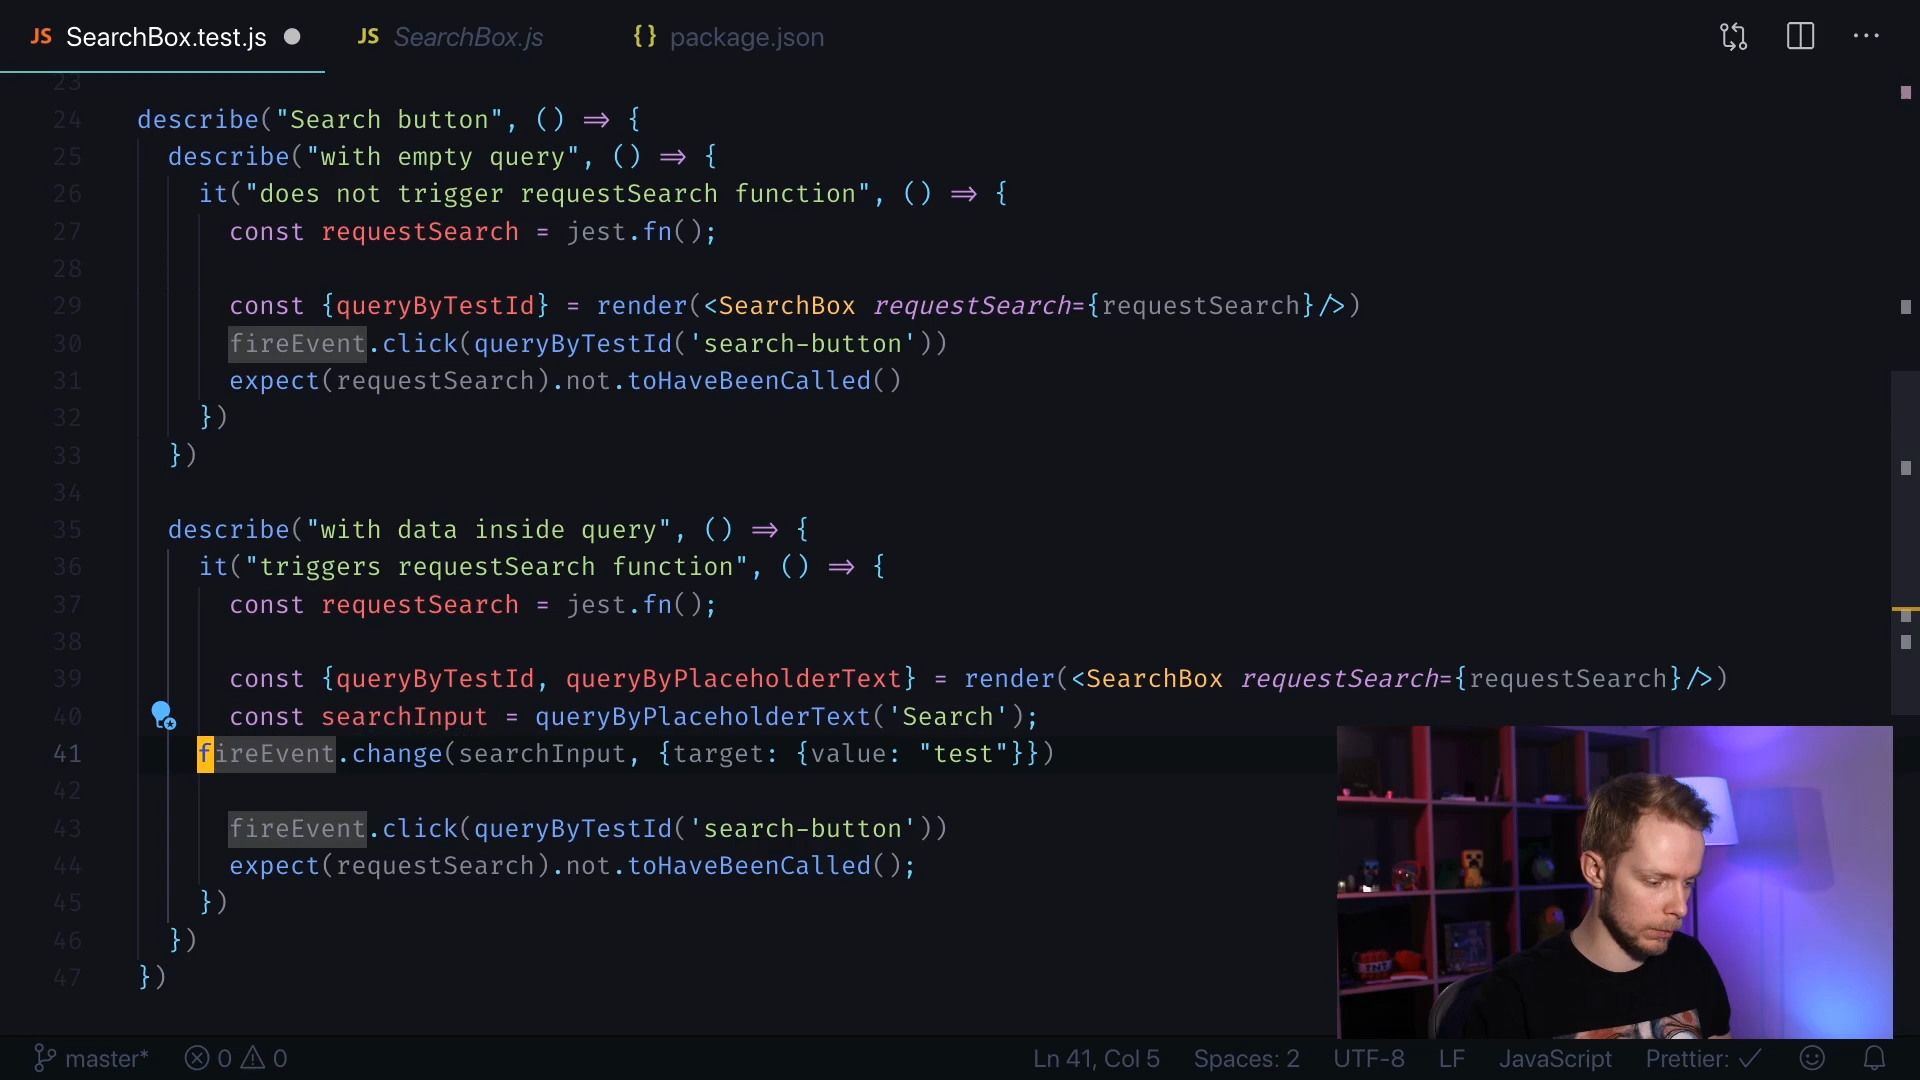 JS SearchBox.test.js JS SearchBox.js {} package.json
23
24 describe("Search button", () => {
25 describe("with empty query", () => {
26 it("does not trigger requestSearch function", () => {
27 const requestSearch = jest.fn();
28
29 const {queryByTestId} = render(<SearchBox requestSearch={requestSearch}/>)
30 fireEvent.click(queryByTestId('search-button'))
31 expect(requestSearch).not.toHaveBeenCalled()
32 })
33 })
34
35 describe("with data inside query", () => {
36 it("triggers requestSearch function", () => {
37 const requestSearch = jest.fn();
38
39 const {queryByTestId, queryByPlaceholderText} = render(<SearchBox requestSearch={requestSearch}/>)
40 const searchInput = queryByPlaceholderText('Search');
41 fireEvent.change(searchInput, {target: {value: "test"}})
42
43 fireEvent.click(queryByTestId('search-button'))
44 expect(requestSearch).not.toHaveBeenCalled();
45 })
46 })
47 })
TNT
master* 0 0 Ln 41, Col 5 Spaces: 2 UTF-8 LF JavaScript Prettier: ✓